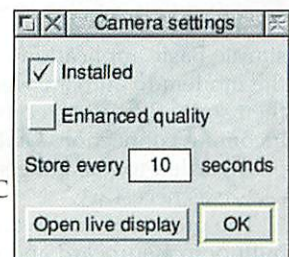 Camera settings
Installed
Enhanced quality
Store every 10 seconds
Open live display OK
C